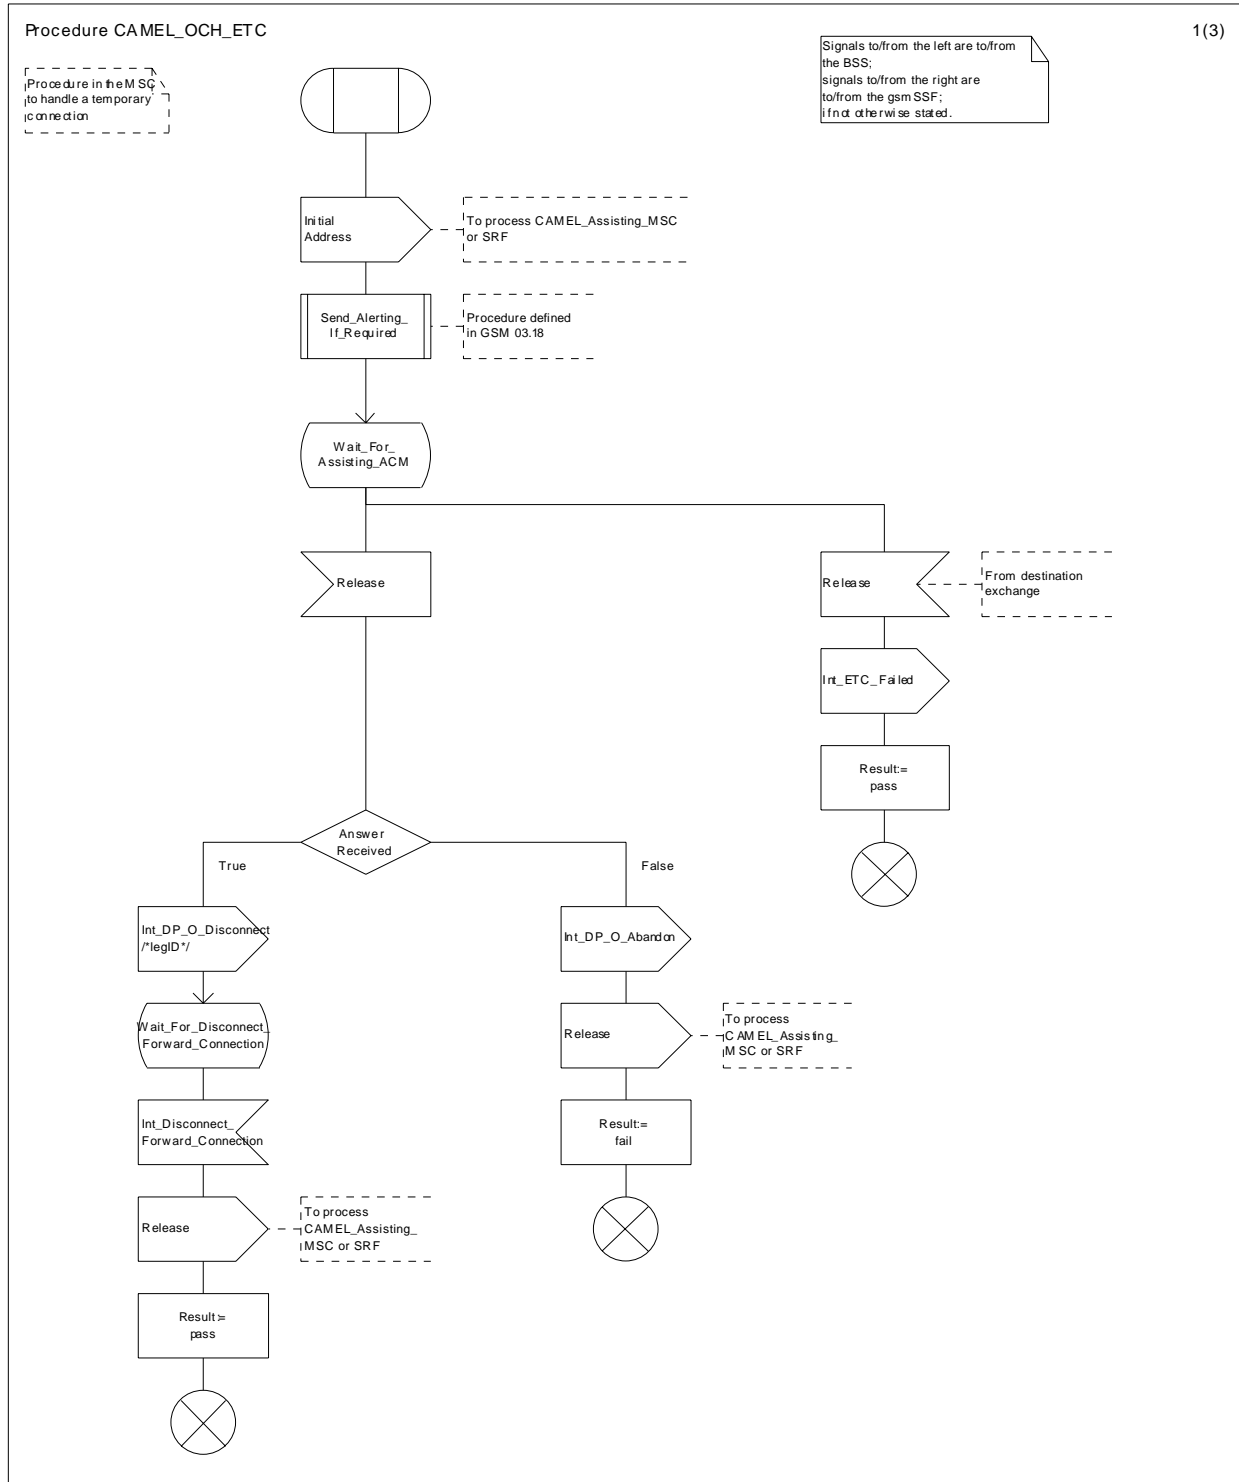 Procedure CAMEL_OCH_ETC
1(3)
Procedure in the MSC
to handle a temporary
connection
Signals to/from the left are to/from
the BSS;
signals to/from the right are
to/from the gsmSSF;
if not otherwise stated.
Initial
Address
To process CAMEL_Assisting_MSC
or SRF
Send_Alerting_
If_Required
Procedure defined
in GSM 03.18
Wait_For_
Assisting_ACM
Release
Release
From destination
exchange
Int_ETC_Failed
Result:=
pass
Answer
Received
True
False
Int_DP_O_Disconnect
/*legID*/
Int_DP_O_Abandon
Wait_For_Disconnect_
Forward_Connection
Release
To process
CAMEL_Assisting_
MSC or SRF
Int_Disconnect_
Forward_Connection
Result:=
fail
Release
To process
CAMEL_Assisting_
MSC or SRF
Result:=
pass